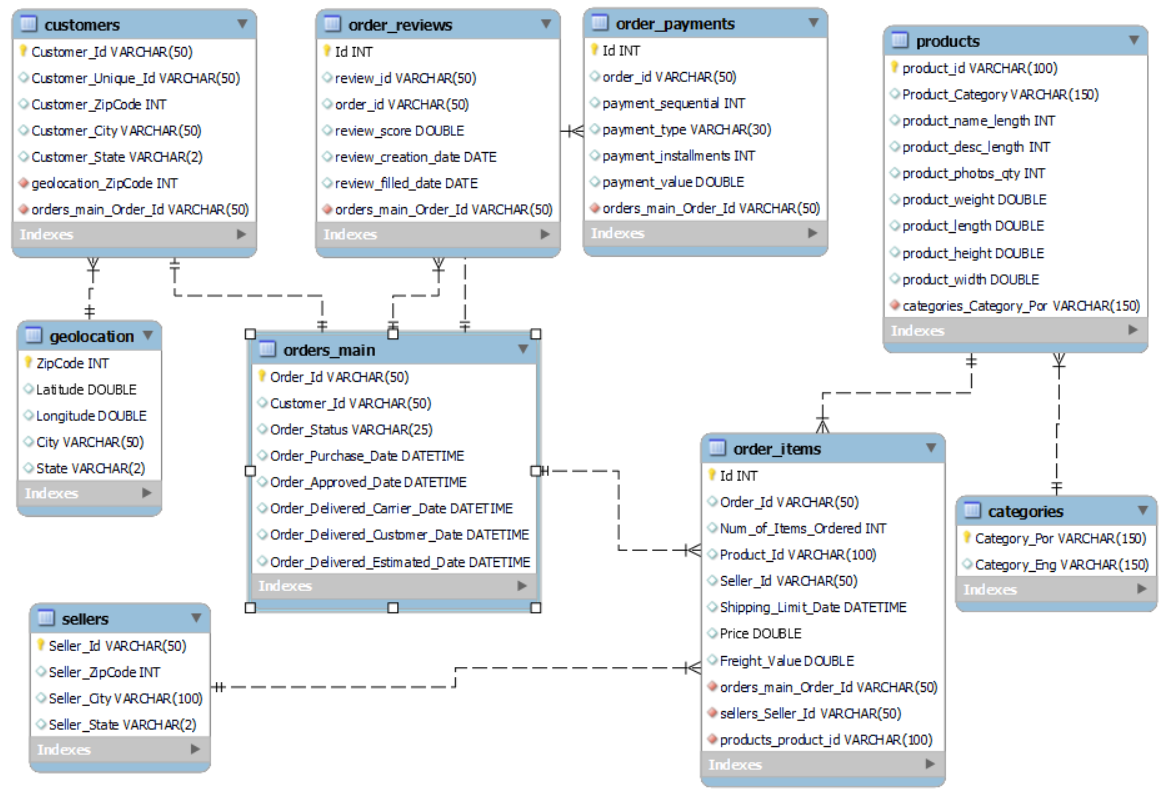 customers
Customer_Id VARCHAR(50)
Customer_Unique_Id VARCHAR(50)
Customer_ZipCode INT
Customer_City VARCHAR(50)
Customer_State VARCHAR(2)
geolocation_ZipCode INT
orders_main_Order_Id VARCHAR(50)
Indexes
order_reviews
Id INT
review_id VARCHAR(50)
order_id VARCHAR(50)
review_score DOUBLE
review_creation_date DATE
review_filled_date DATE
orders_main_Order_Id VARCHAR(50)
Indexes
order_payments
Id INT
order_id VARCHAR(50)
payment_sequential INT
payment_type VARCHAR(30)
payment_installments INT
payment_value DOUBLE
orders_main_Order_Id VARCHAR(50)
Indexes
products
product_id VARCHAR(100)
Product_Category VARCHAR(150)
product_name_length INT
product_desc_length INT
product_photos_qty INT
product_weight DOUBLE
product_length DOUBLE
product_height DOUBLE
product_width DOUBLE
categories_Category_Por VARCHAR(150)
Indexes
geolocation
ZipCode INT
Latitude DOUBLE
Longitude DOUBLE
City VARCHAR(50)
State VARCHAR(2)
Indexes
orders_main
Order_Id VARCHAR(50)
Customer_Id VARCHAR(50)
Order_Status VARCHAR(25)
Order_Purchase_Date DATETIME
Order_Approved_Date DATETIME
Order_Delivered_Carrier_Date DATETIME
Order_Delivered_Customer_Date DATETIME
Order_Delivered_Estimated_Date DATETIME
Indexes
order_items
Id INT
Order_Id VARCHAR(50)
Num_of_Items_Ordered INT
Product_Id VARCHAR(100)
Seller_Id VARCHAR(50)
Shipping_Limit_Date DATETIME
Price DOUBLE
Freight_Value DOUBLE
orders_main_Order_Id VARCHAR(50)
sellers_Seller_Id VARCHAR(50)
products_product_id VARCHAR(100)
Indexes
categories
Category_Por VARCHAR(150)
Category_Eng VARCHAR(150)
Indexes
sellers
Seller_Id VARCHAR(50)
Seller_ZipCode INT
Seller_City VARCHAR(100)
Seller_State VARCHAR(2)
Indexes